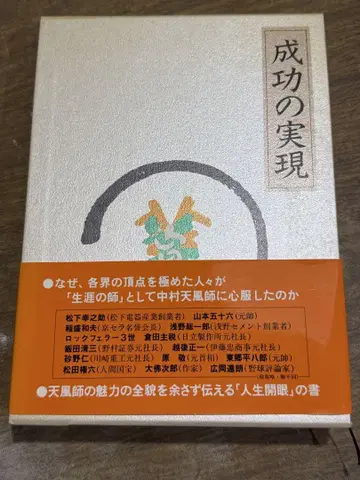 成功の実現
●なぜ、各界の頂点を極めた人々が
「生涯の師」として中村天風師に心服したのか
松下幸之助(松下電器産業創業者) 山本五十六(元帥)
稲盛和夫(京セラ名誉会長) 浅野総一郎(浅野セメント創業者)
ロックフェラー3世 倉田主税(日立製作所元社長)
飯田清三(野村証券元社長) 越後正一(伊藤忠商事元社長)
砂野仁(川崎重工元社長) 原 敬(元首相) 東郷平八郎(元帥)
松田権六(人間国宝) 大佛次郎(作家) 広岡達朗(野球評論家)
●天風師の魅力の全貌を余さず伝える「人生開眼」の書